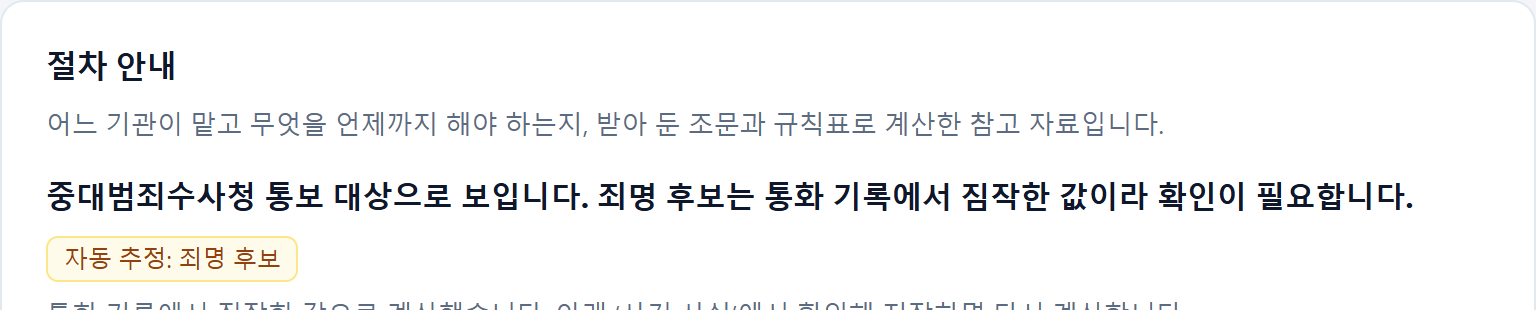 절차 안내
어느 기관이 맡고 무엇을 언제까지 해야 하는지, 받아 둔 조문과 규칙표로 계산한 참고 자료입니다.
중대범죄수사청 통보 대상으로 보입니다. 죄명 후보는 통화 기록에서 짐작한 값이라 확인이 필요합니다.
자동 추정: 죄명 후보